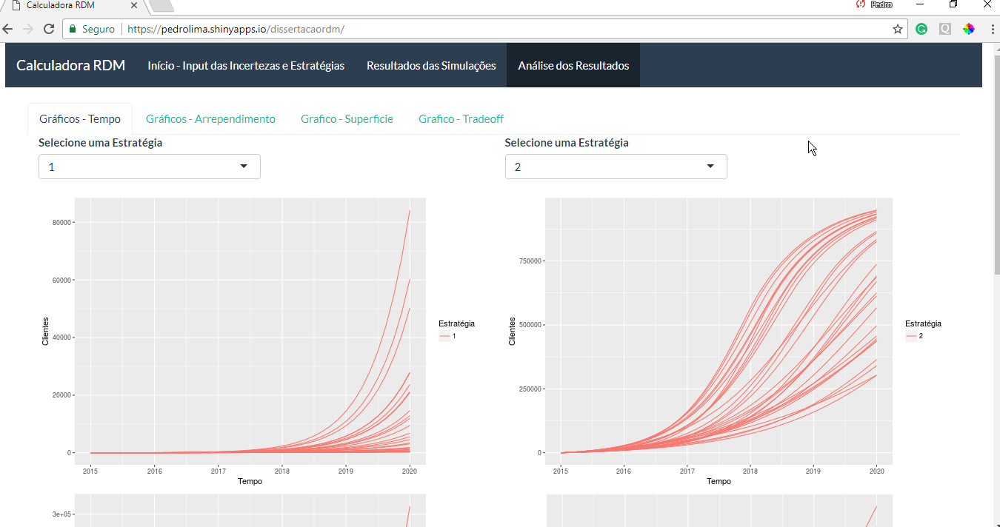 Calculadora RDM
Pedro
Seguro
https://pedrolima.shinyapps.io/dissertacaordm/
Calculadora RDM
Início - Input das Incertezas e Estratégias
Resultados das Simulações
Análise dos Resultados
Gráficos - Tempo
Gráficos - Arrependimento
Grafico - Superficie
Grafico - Tradeoff
Selecione uma Estratégia
1
Selecione uma Estratégia
2
80000
60000
40000
20000
0
Clientes
2015 2016 2017 2018 2019 2020
Tempo
Estratégia
1
750000
500000
250000
0
Clientes
2015 2016 2017 2018 2019 2020
Tempo
Estratégia
2
3e+05